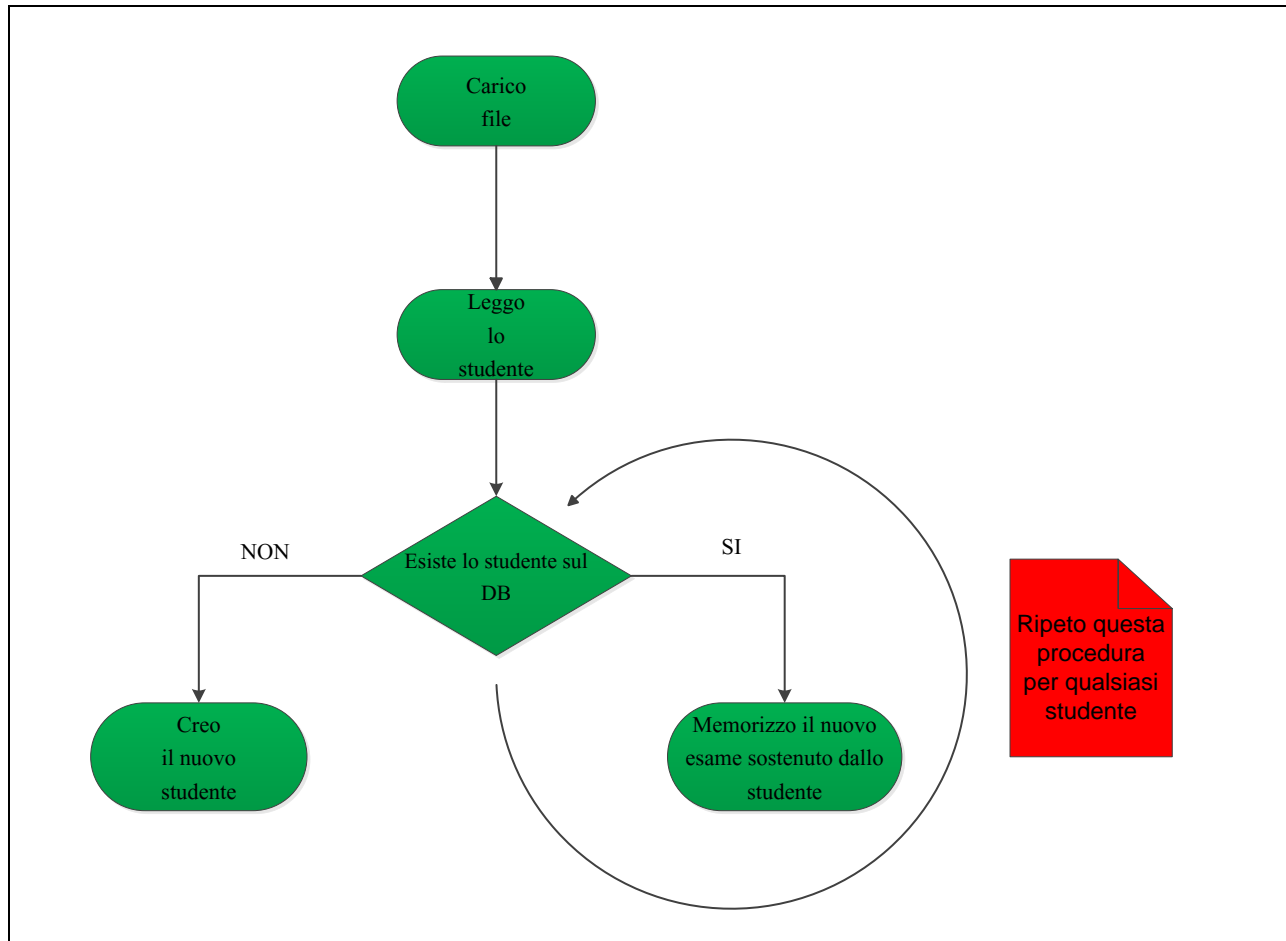 Carico
file
Leggo
lo
studente
NON
SI
Esiste lo studente sul
DB
Ripeto questa
procedura
per qualsiasi
studente
Creo
il nuovo
studente
Memorizzo il nuovo
esame sostenuto dallo
studente